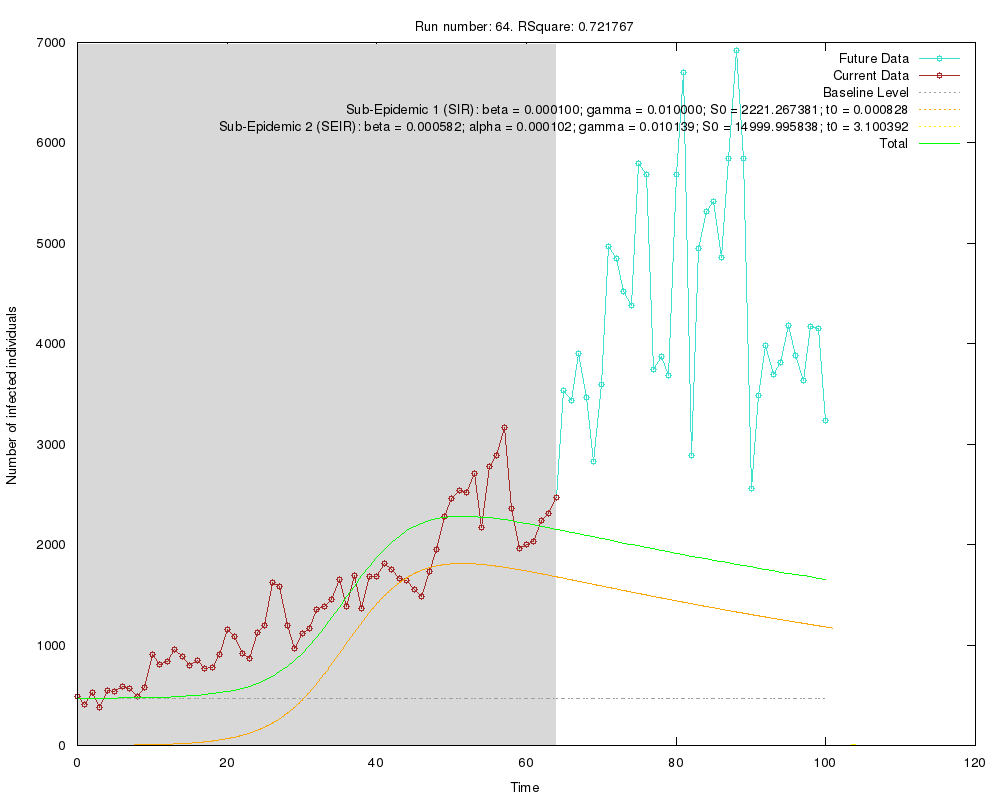 Run number: 64. RSquare: 0.721767
Future Data
Current Data
Baseline Level
Sub-Epidemic 1 (SIR): beta = 0.000100; gamma = 0.010000; S0 = 2221.267381; t0 = 0.000828
Sub-Epidemic 2 (SEIR): beta = 0.000582; alpha = 0.000102; gamma = 0.010139; S0 = 14999.995838; t0 = 3.100392
Total
7000
6000
5000
4000
3000
2000
1000
0
Number of infected individuals
0 20 40 60 80 100 120
Time